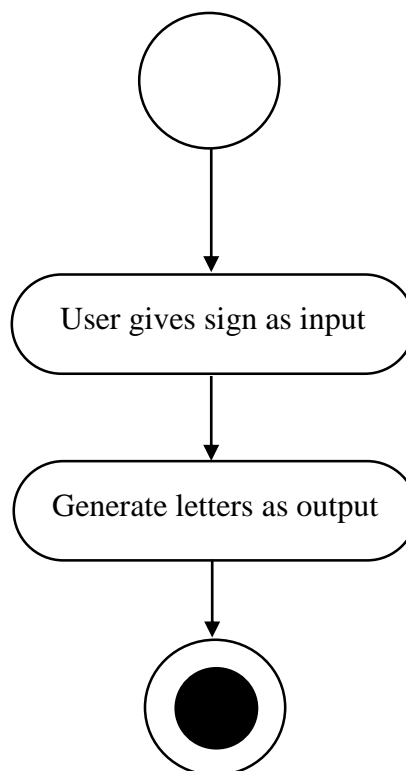 User gives sign as input
Generate letters as output